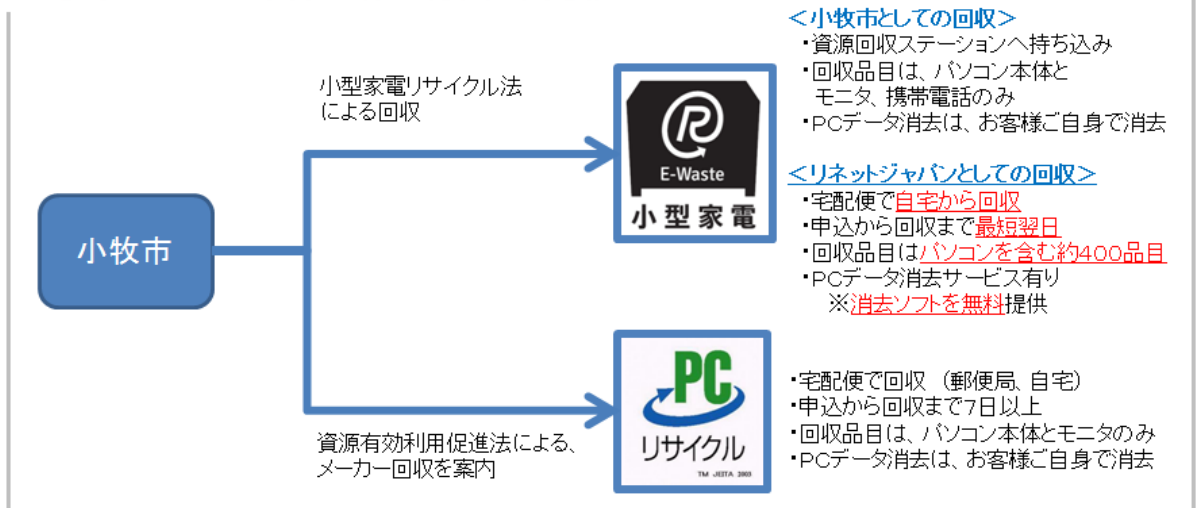 <小牧市としての回収>
・資源回収ステーションへ持ち込み
・回収品目は、パソコン本体と
モニタ、携帯電話のみ
・PCデータ消去は、お客様ご自身で消去
小型家電リサイクル法
による回収
E-Waste
小型家電
<リネットジャパンとしての回収>
・宅配便で自宅から回収
・申込から回収まで最短翌日
・回収品目はパソコンを含む約400品目
・PCデータ消去サービス有り
※消去ソフトを無料提供
小牧市
資源有効利用促進法による、
メーカー回収を案内
PC
リサイクル
TM JEITA 2003
・宅配便で回収 (郵便局、自宅)
・申込から回収まで7日以上
・回収品目は、パソコン本体とモニタのみ
・PCデータ消去は、お客様ご自身で消去